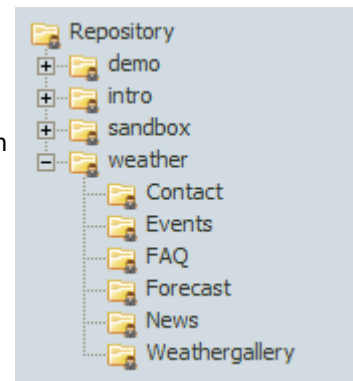 Repository
demo
intro
sandbox
n
weather
Contact
Events
FAQ
Forecast
News
Weathergallery